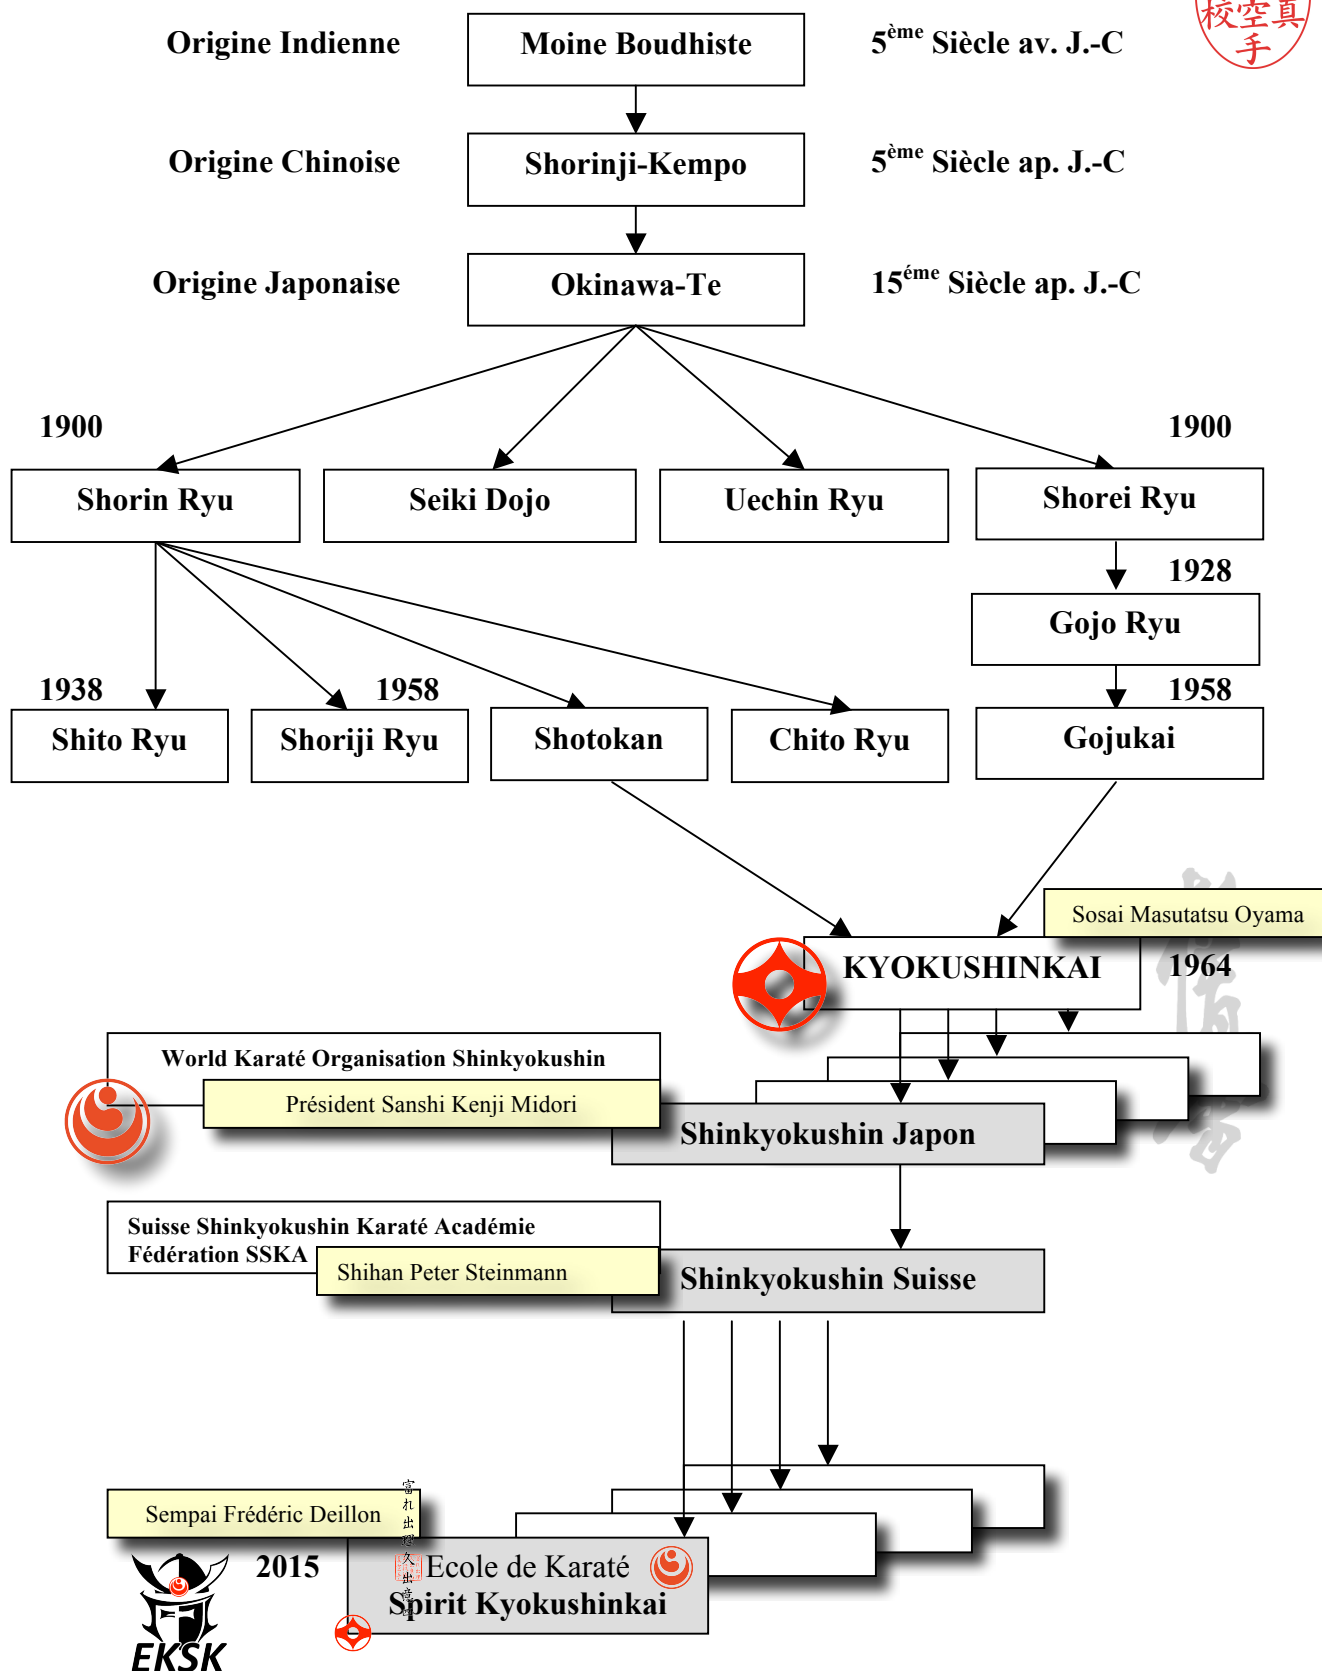 校空真
手
Origine Indienne
Moine Boudhiste
5ème Siècle av. J.-C
Origine Chinoise
Shorinji-Kempo
5ème Siècle ap. J.-C
Origine Japonaise
Okinawa-Te
15éme Siècle ap. J.-C
1900
1900
Shorin Ryu
Seiki Dojo
Uechin Ryu
Shorei Ryu
1928
Gojo Ryu
1938
1958
1958
Shito Ryu
Shoriji Ryu
Shotokan
Chito Ryu
Gojukai
Sosai Masutatsu Oyama
KYOKUSHINKAI
1964
World Karaté Organisation Shinkyokushin
Président Sanshi Kenji Midori
Shinkyokushin Japon
Suisse Shinkyokushin Karaté Académie
Fédération SSKA
Shihan Peter Steinmann
Shinkyokushin Suisse
Sempai Frédéric Deillon
2015
Ecole de Karaté
Spirit Kyokushinkai
EKSK